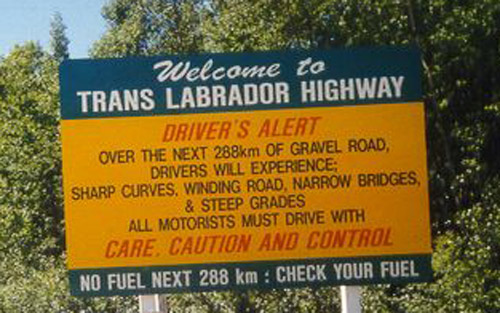 Welcome to
TRANS LABRADOR HIGHWAY
DRIVER'S ALERT
OVER THE NEXT 288km OF GRAVEL ROAD,
DRIVERS WILL EXPERIENCE;
SHARP CURVES, WINDING ROAD, NARROW BRIDGES,
& STEEP GRADES
ALL MOTORISTS MUST DRIVE WITH
CARE, CAUTION AND CONTROL
NO FUEL NEXT 288 km : CHECK YOUR FUEL